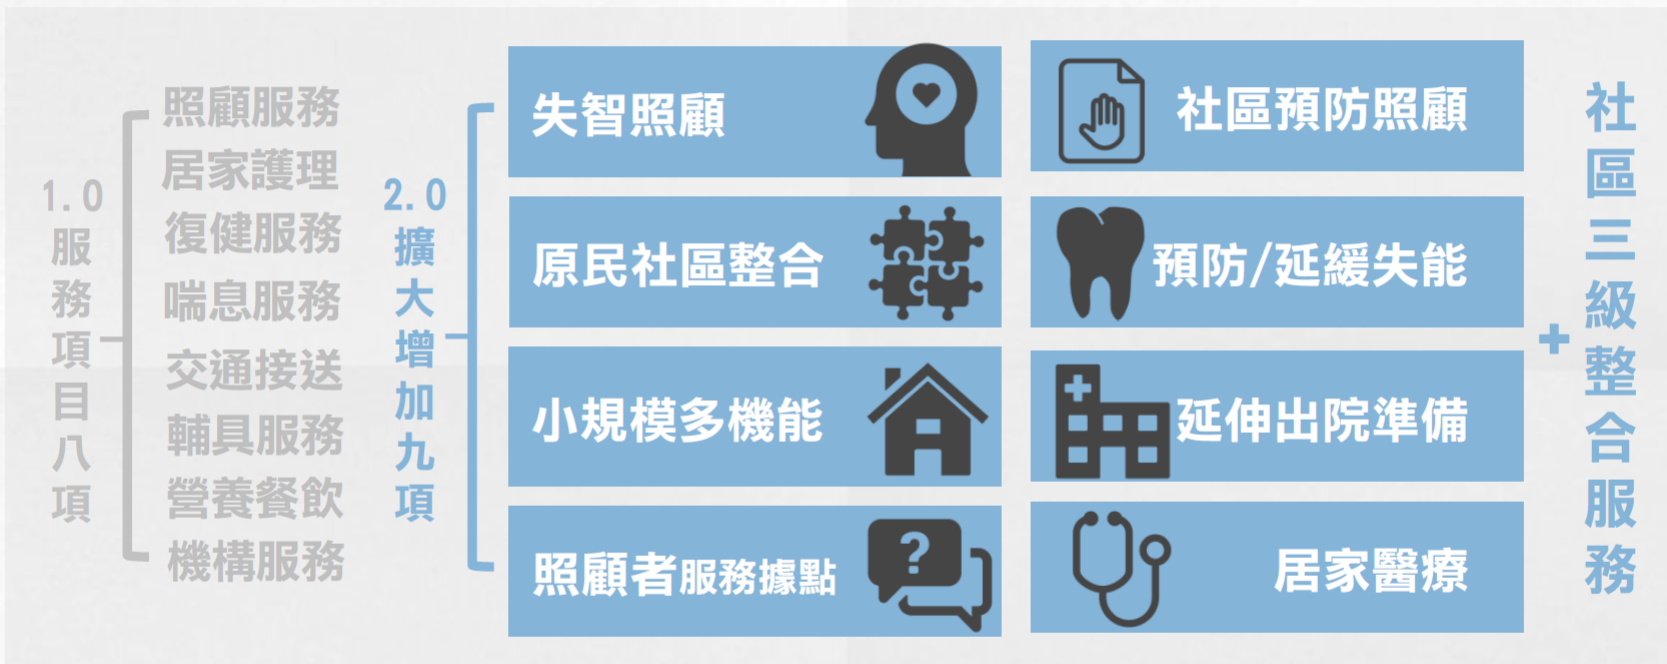 1.0服務項目八項
照顧服務
居家護理
復健服務
喘息服務
交通接送
輔具服務
營養餐飲
機構服務
2.0擴大增加九項
失智照顧
原民社區整合
小規模多機能
照顧者服務據點
?
社區預防照顧
預防/延緩失能
延伸出院準備
居家醫療
+
社區三級整合服務